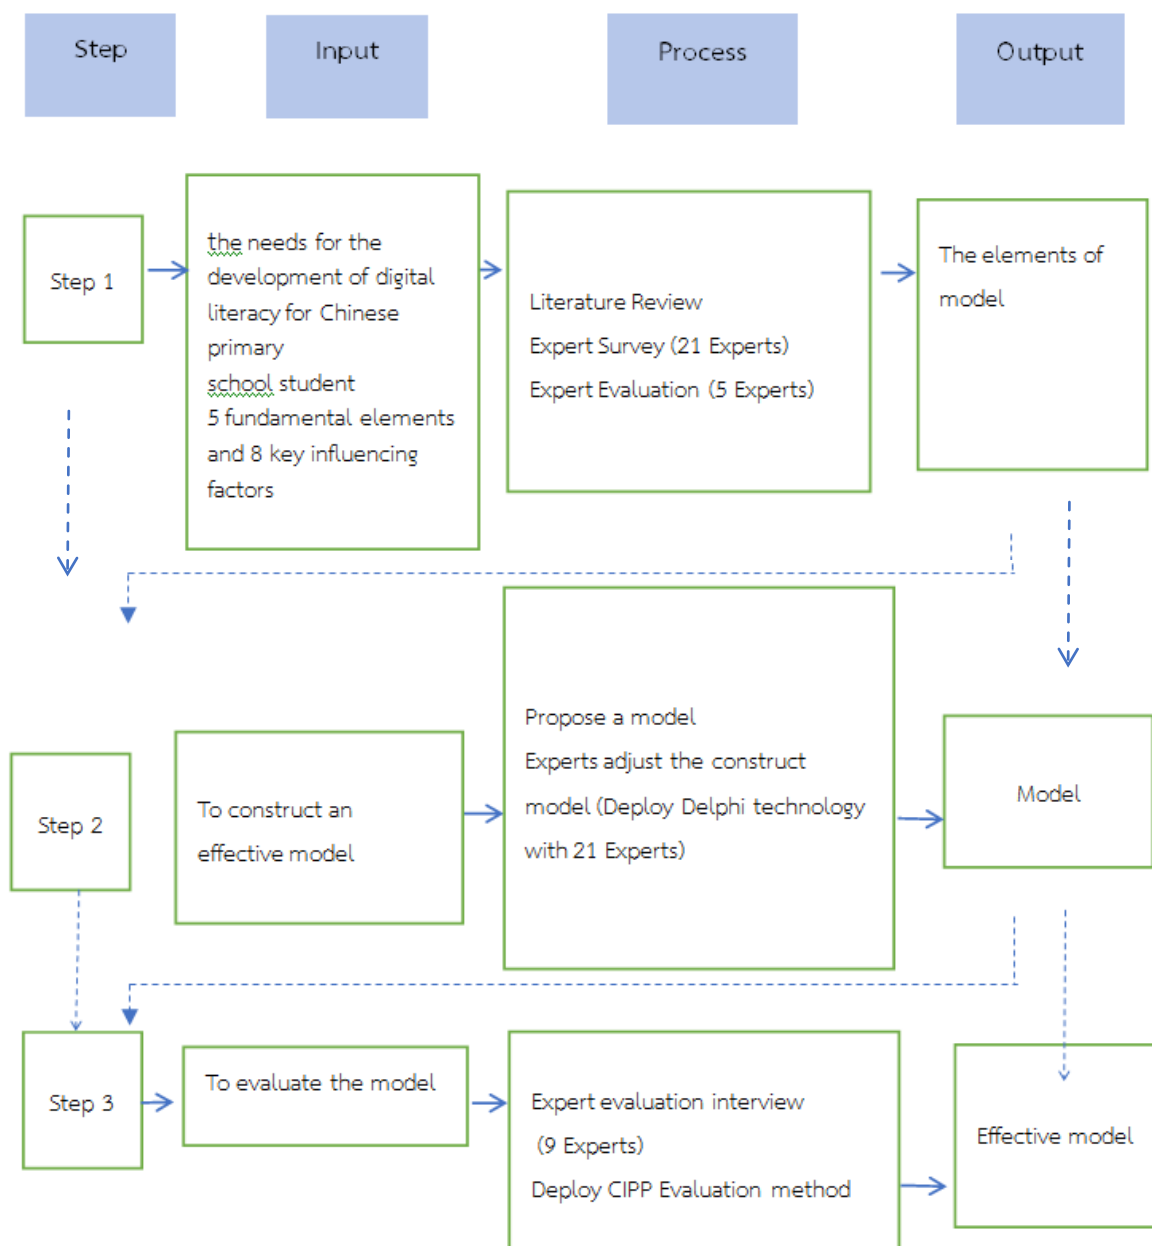 Step
Input
Process
Output
Step 1
the needs for the
development of digital
literacy for Chinese
primary
school student
5 fundamental elements
and 8 key influencing
factors
Literature Review
Expert Survey (21 Experts)
Expert Evaluation (5 Experts)
The elements of
model
Step 2
To construct an
effective model
Propose a model
Experts adjust the construct
model (Deploy Delphi technology
with 21 Experts)
Model
Step 3
To evaluate the model
Expert evaluation interview
(9 Experts)
Deploy CIPP Evaluation method
Effective model